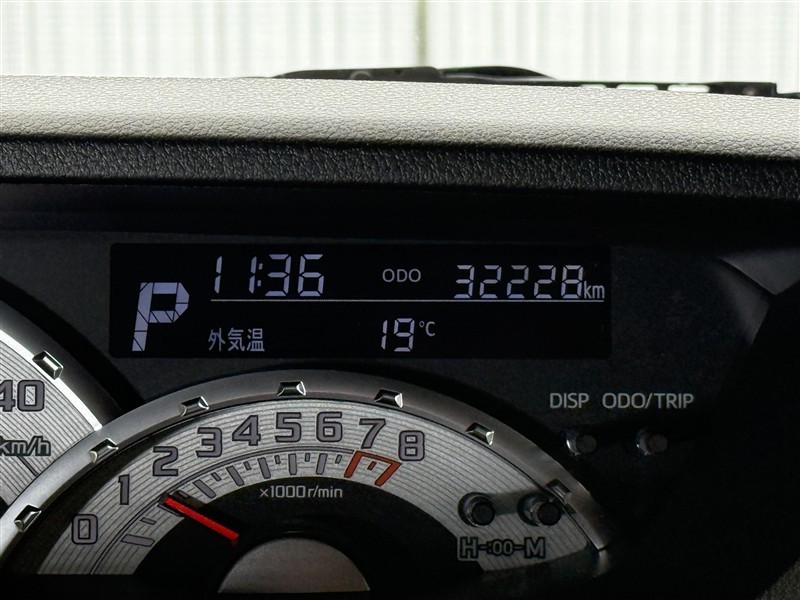 11:36 ODO 32228km
P
外気温 19℃
DISP ODO/TRIP
40
km/h
0 1 2 3 4 5 6 7 8
×1000r/min
H-:00-M